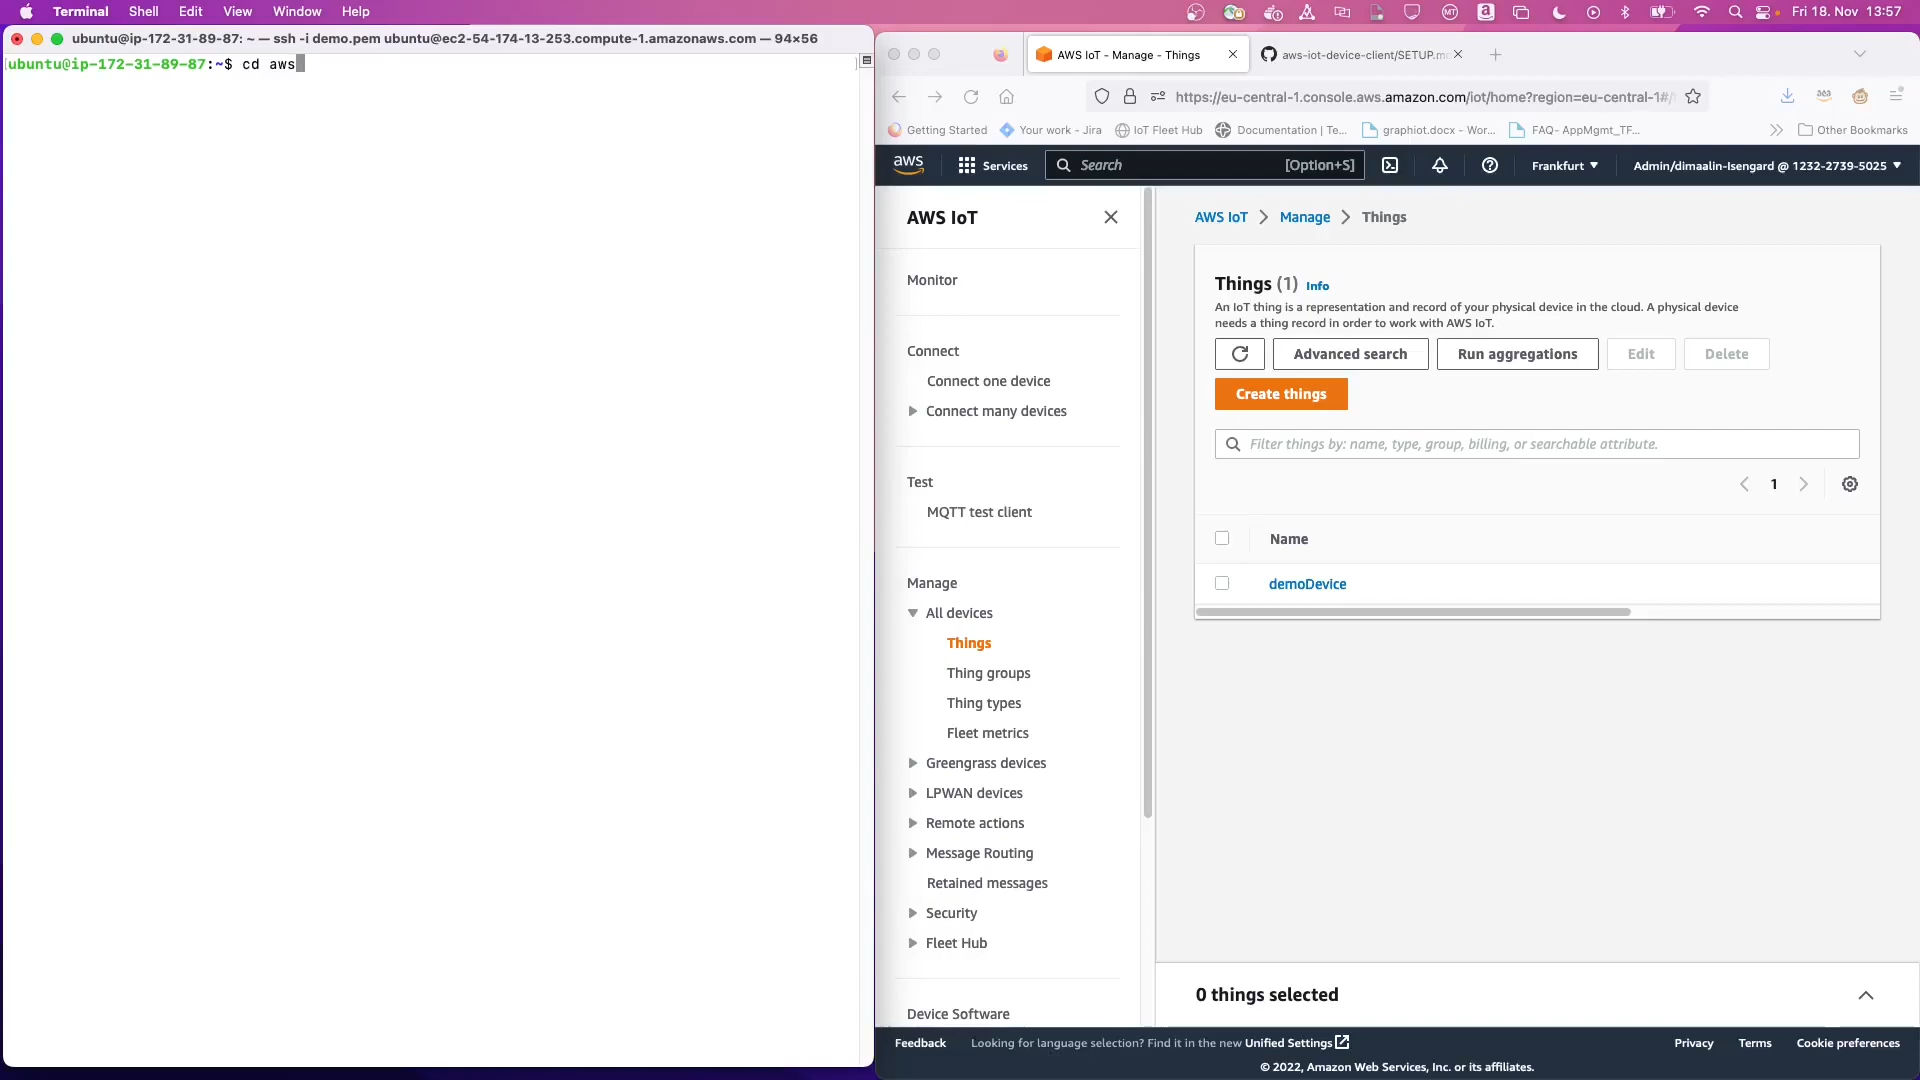 Terminal Shell Edit View Window Help
Fri 18. Nov 13:57
ubuntu@ip-172-31-89-87: ~ — ssh -i demo.pem ubuntu@ec2-54-174-13-253.compute-1.amazonaws.com — 94×56
ubuntu@ip-172-31-89-87:~$ cd aws
AWS IoT - Manage - Things
aws-iot-device-client/SETUP.m
https://eu-central-1.console.aws.amazon.com/iot/home?region=eu-central-1#/
Getting Started
Your work - Jira
IoT Fleet Hub
Documentation | Te...
graphiot.docx - Wor...
FAQ- AppMgmt_TF...
Other Bookmarks
aws
Services
Search
[Option+S]
Frankfurt
Admin/dimaalin-Isengard @ 1232-2739-5025
AWS IoT
Monitor
Connect
Connect one device
Connect many devices
Test
MQTT test client
Manage
All devices
Things
Thing groups
Thing types
Fleet metrics
Greengrass devices
LPWAN devices
Remote actions
Message Routing
Retained messages
Security
Fleet Hub
Device Software
AWS IoT > Manage > Things
Things (1) Info
An IoT thing is a representation and record of your physical device in the cloud. A physical device
needs a thing record in order to work with AWS IoT.
Advanced search
Run aggregations
Edit
Delete
Create things
Filter things by: name, type, group, billing, or searchable attribute.
1
Name
demoDevice
0 things selected
Feedback
Looking for language selection? Find it in the new Unified Settings
Privacy
Terms
Cookie preferences
© 2022, Amazon Web Services, Inc. or its affiliates.